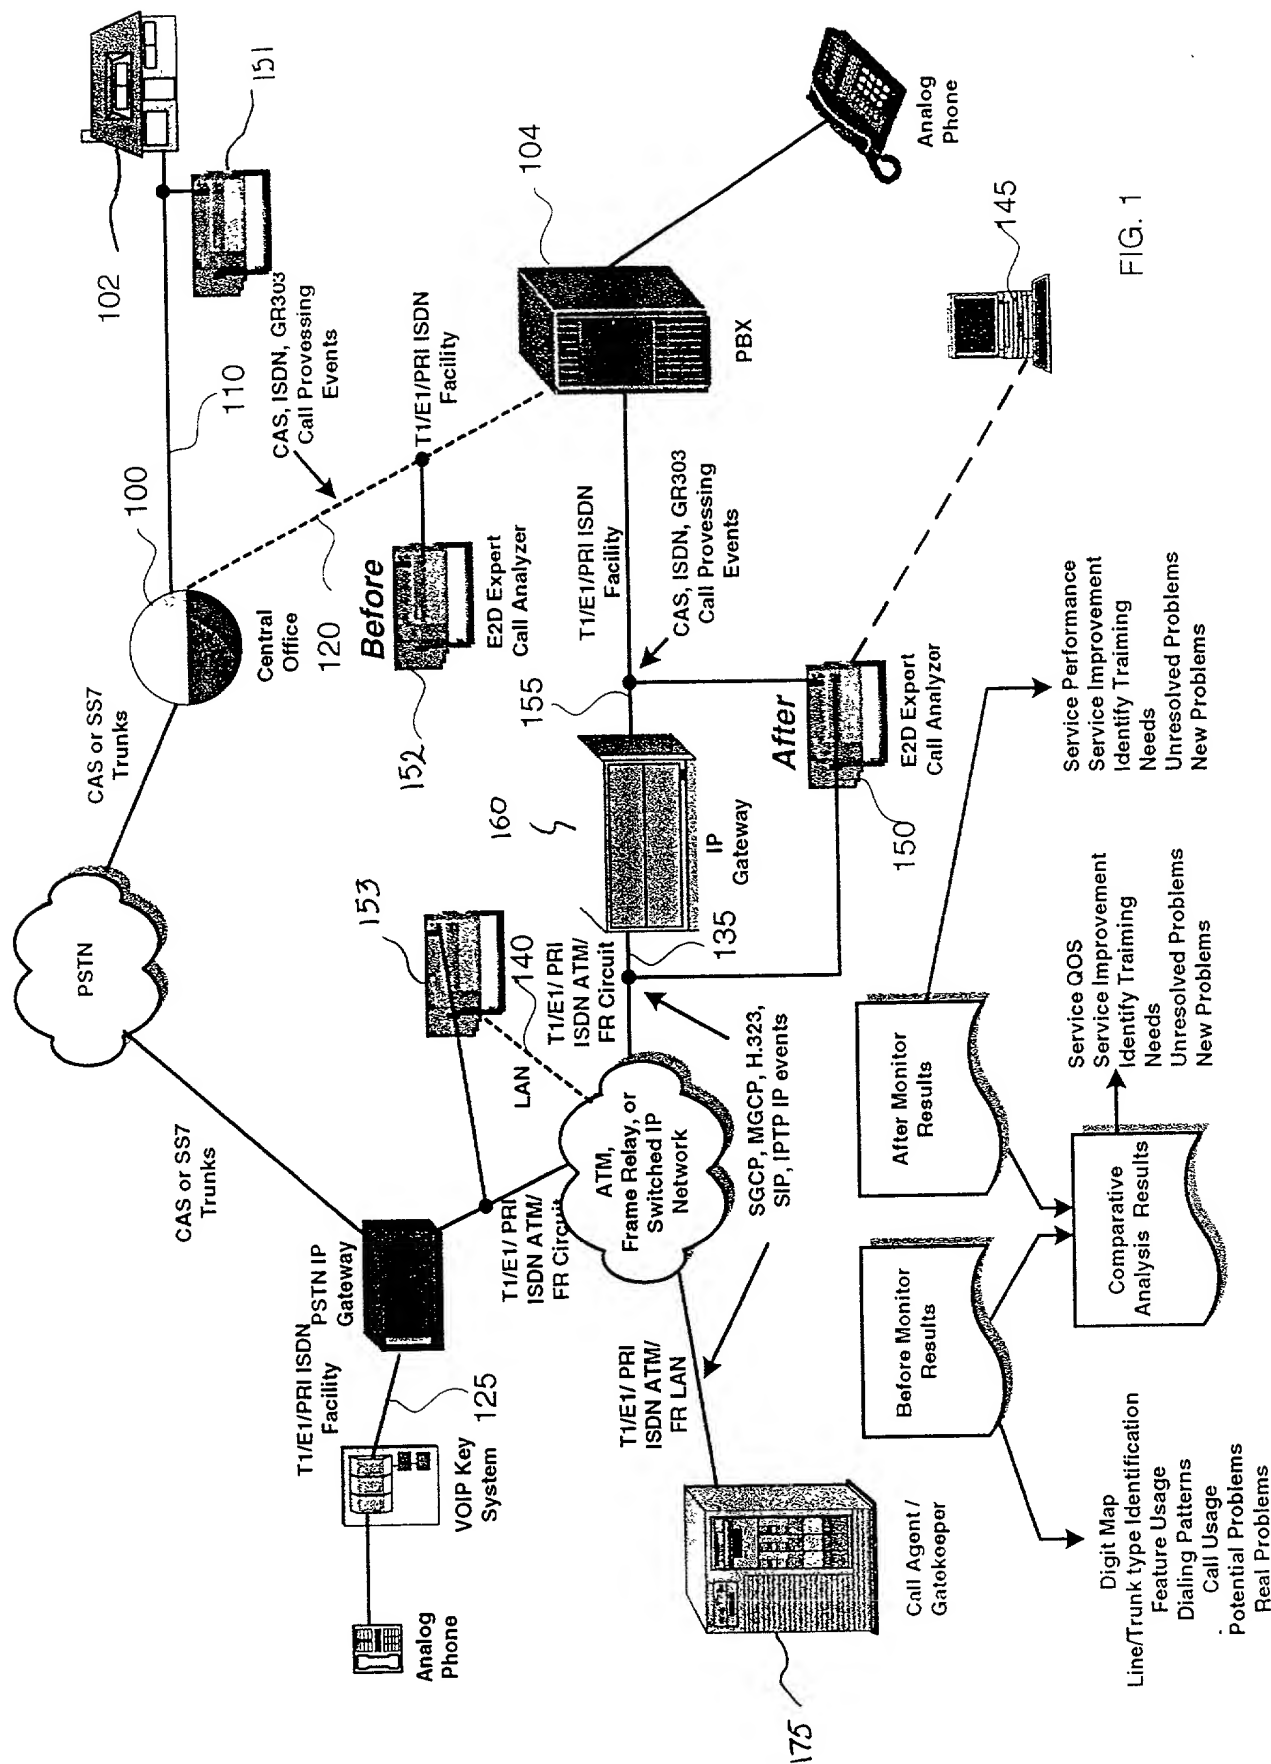 Analog
Phone
VOIP Key
System
T1/E1/PRI ISDN
Facility
125
PSTN IP
Gateway
CAS or SS7
Trunks
PSTN
CAS or SS7
Trunks
100
Central
Office
110
102
151
CAS, ISDN, GR303
Call Provessing
Events
120
T1/E1/PRI ISDN
Facility
Before
E2D Expert
Call Analyzer
152
104
PBX
Analog
Phone
153
LAN
140
T1/E1/ PRI
ISDN ATM/
FR Circuit
T1/E1/ PRI
ISDN ATM/
FR Circuit
ATM,
Frame Relay, or
Switched IP
Network
135
160
IP
Gateway
155
T1/E1/PRI ISDN
Facility
CAS, ISDN, GR303
Call Provessing
Events
After
E2D Expert
Call Analyzer
150
145
SGCP, MGCP, H.323,
SIP, IPTP IP events
T1/E1/ PRI
ISDN ATM/
FR LAN
Call Agent /
Gatekeeper
175
Before Monitor
Results
After Monitor
Results
Comparative
Analysis Results
Digit Map
Line/Trunk type Identification
Feature Usage
Dialing Patterns
Call Usage
Potential Problems
Real Problems
Service QOS
Service Improvement
Identify Traiming
Needs
Unresolved Problems
New Problems
Service Performance
Service Improvement
Identify Traiming
Needs
Unresolved Problems
New Problems
FIG. 1